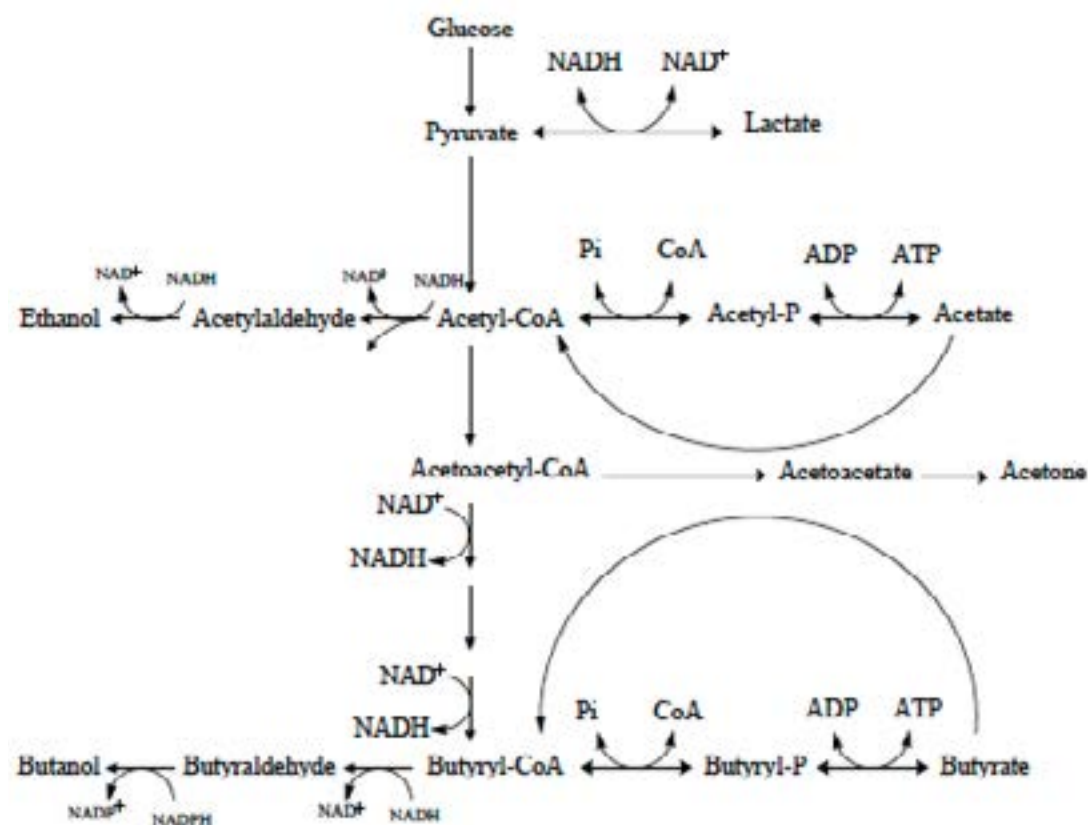 Glucose
NADH NAD+
Pyruvate Lactate
Pi CoA ADP ATP
NAD+ NADH NAD+ NADH
Ethanol Acetylaldehyde Acetyl-CoA Acetyl-P Acetate
Acetoacetyl-CoA Acetoacetate Acetone
NAD+
NADH
NAD+
NADH
Pi CoA ADP ATP
Butanol Butyraldehyde Butyryl-CoA Butyryl-P Butyrate
NADP+ NADPH NAD+ NADH